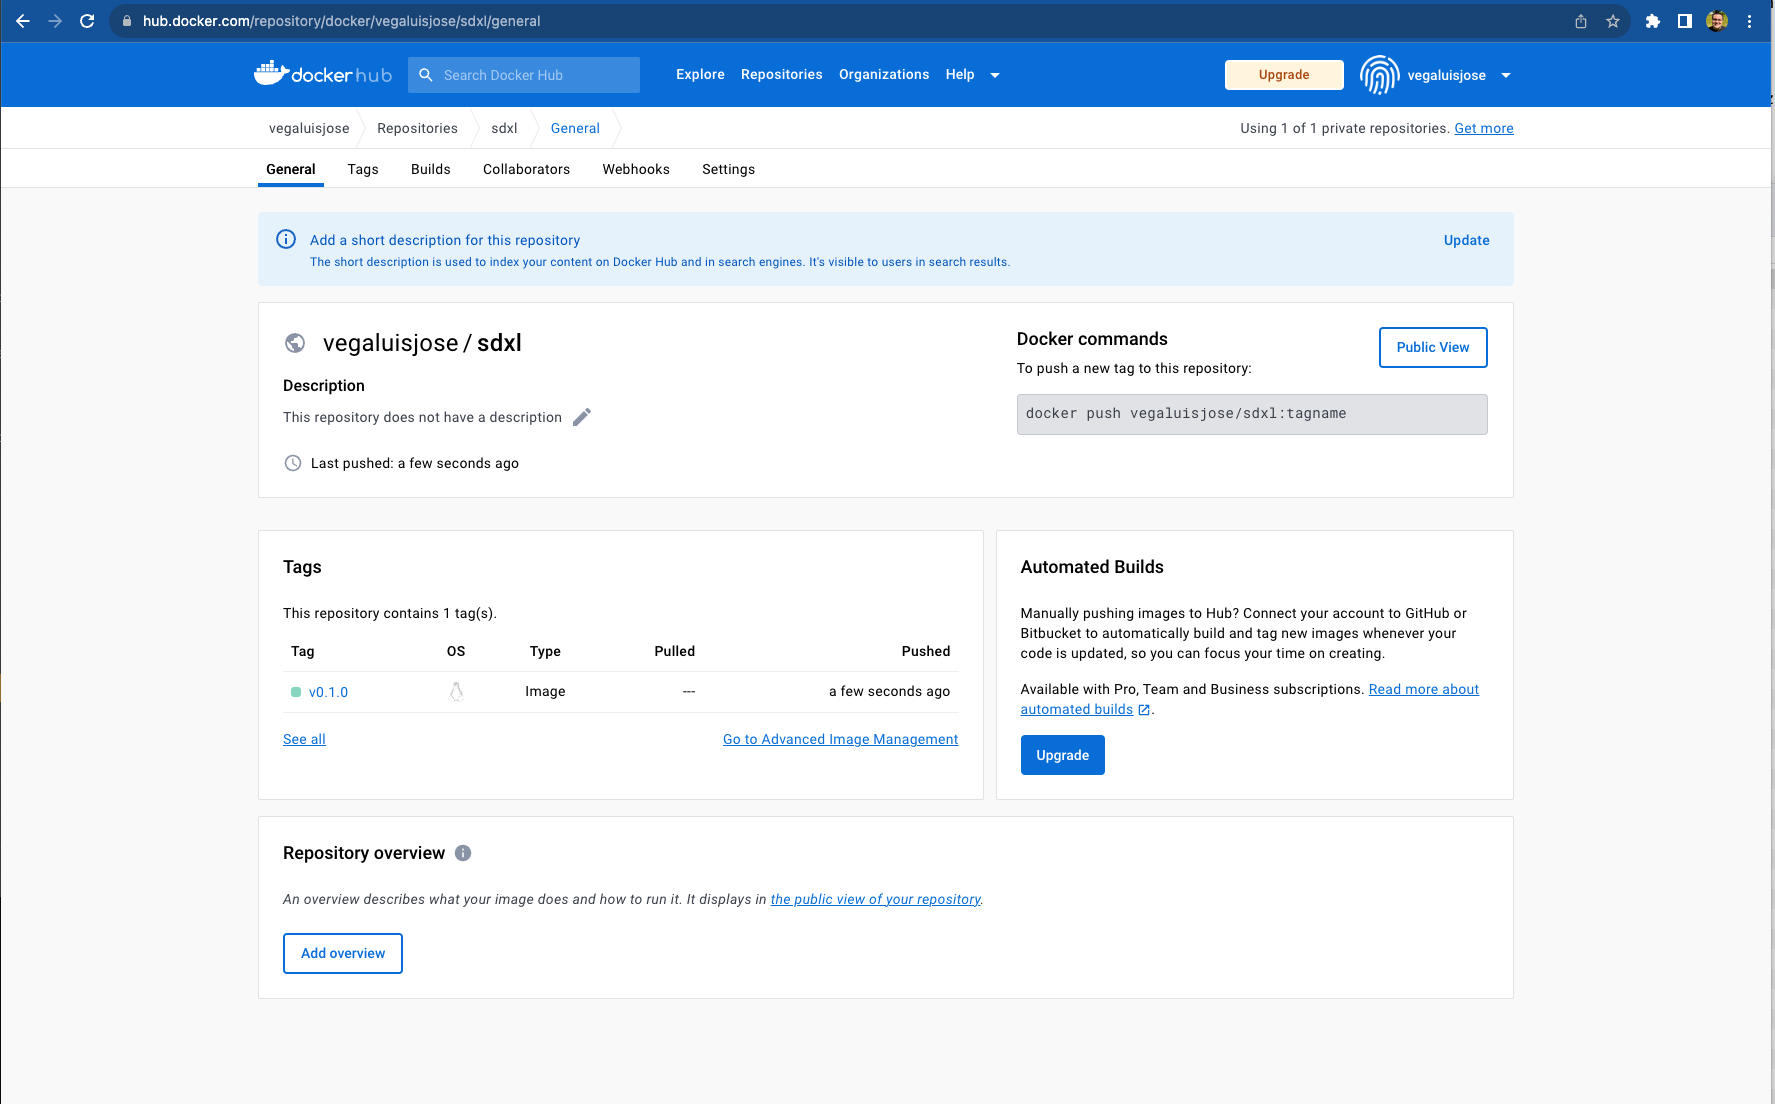 hub.docker.com/repository/docker/vegaluisjose/sdxl/general
docker hub
Search Docker Hub
Explore
Repositories
Organizations
Help
Upgrade
vegaluisjose
vegaluisjose
Repositories
sdxl
General
Using 1 of 1 private repositories. Get more
General
Tags
Builds
Collaborators
Webhooks
Settings
Add a short description for this repository
Update
The short description is used to index your content on Docker Hub and in search engines. It's visible to users in search results.
vegaluisjose / sdxl
Description
This repository does not have a description
Last pushed: a few seconds ago
Docker commands
Public View
To push a new tag to this repository:
docker push vegaluisjose/sdxl:tagname
Tags
This repository contains 1 tag(s).
Tag OS Type Pulled Pushed
v0.1.0 Image --- a few seconds ago
See all
Go to Advanced Image Management
Automated Builds
Manually pushing images to Hub? Connect your account to GitHub or
Bitbucket to automatically build and tag new images whenever your
code is updated, so you can focus your time on creating.
Available with Pro, Team and Business subscriptions. Read more about
automated builds .
Upgrade
Repository overview
An overview describes what your image does and how to run it. It displays in the public view of your repository.
Add overview